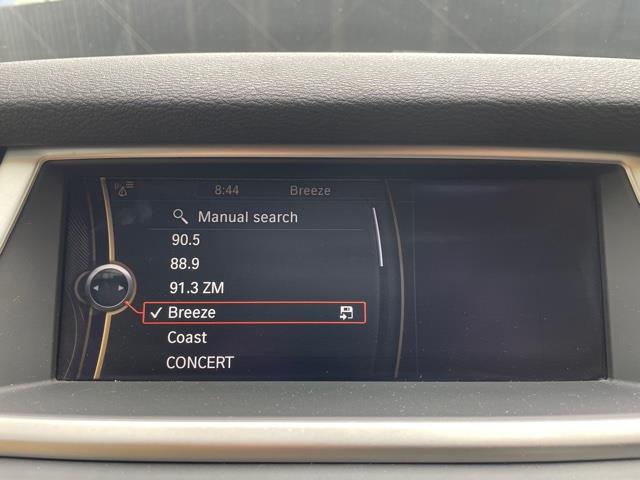 8:44 Breeze
Manual search
90.5
88.9
91.3 ZM
Breeze
Coast
CONCERT